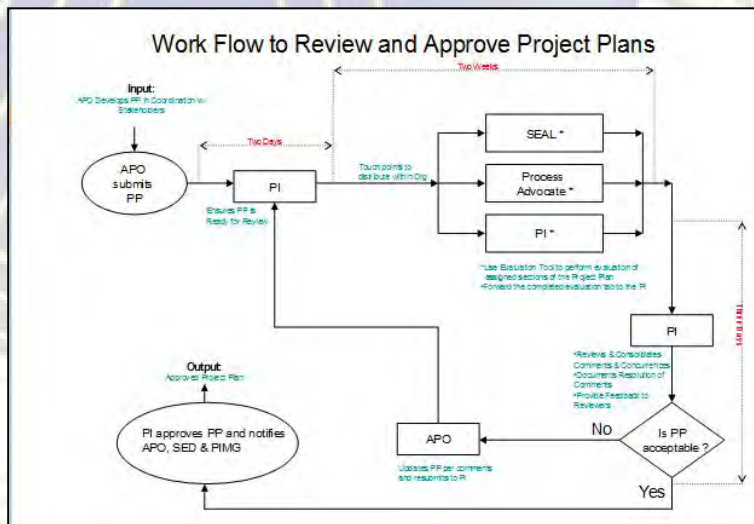 Work Flow to Review and Approve Project Plans
Two Weeks
Input:
APO Develops PP in Coordination w/
Stakeholders
Two Days
APO
submits
PP
PI
Ensures PP is
Ready for Review
Touch points to
distribute within Org
SEAL *
Process
Advocate *
PI *
*Use Evaluation Tool to perform evaluation of
assigned sections of the Project Plan
•Forward the completed evaluation tab to the PI
Three Days
PI
•Reviews & Consolidates
Comments & Concurrences
•Documents Resolution of
Comments
•Provide Feedback to
Reviewers
Is PP
acceptable ?
No
Yes
APO
Updates PP per comments
and resubmits to PI
Output:
Approved Project Plan
PI approves PP and notifies
APO, SED & PIMG